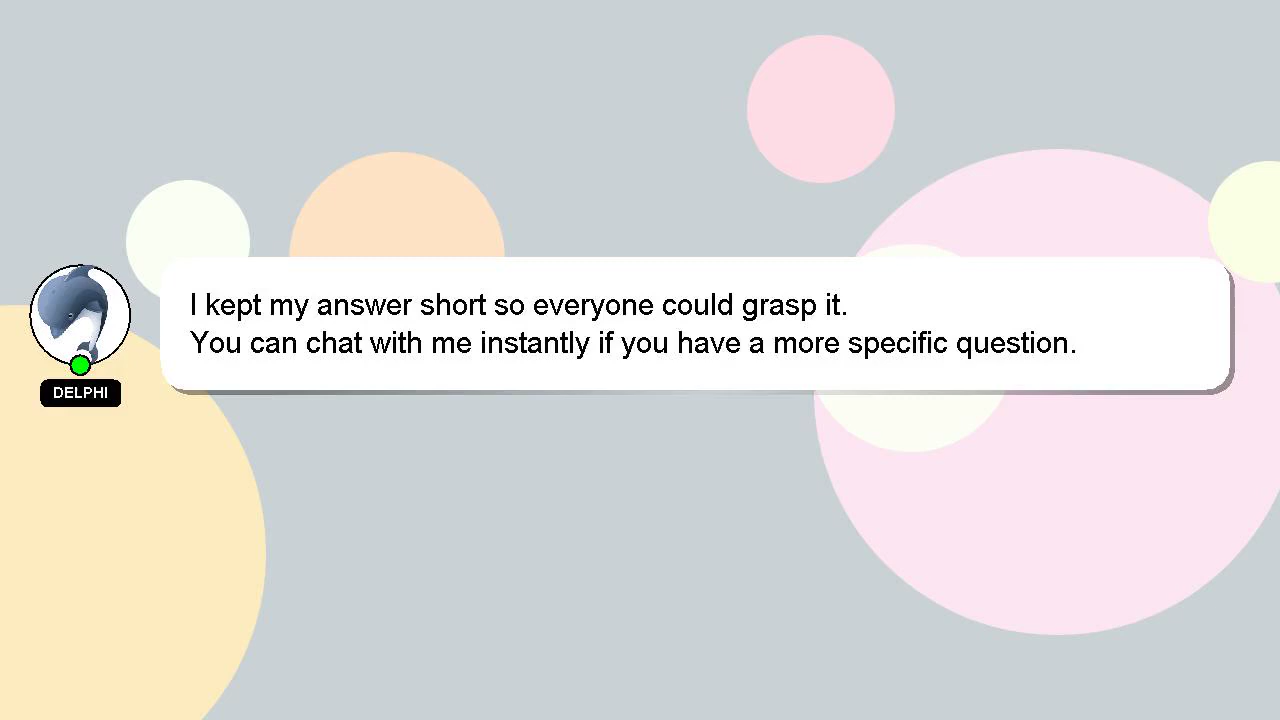 I kept my answer short so everyone could grasp it.
You can chat with me instantly if you have a more specific question.
DELPHI